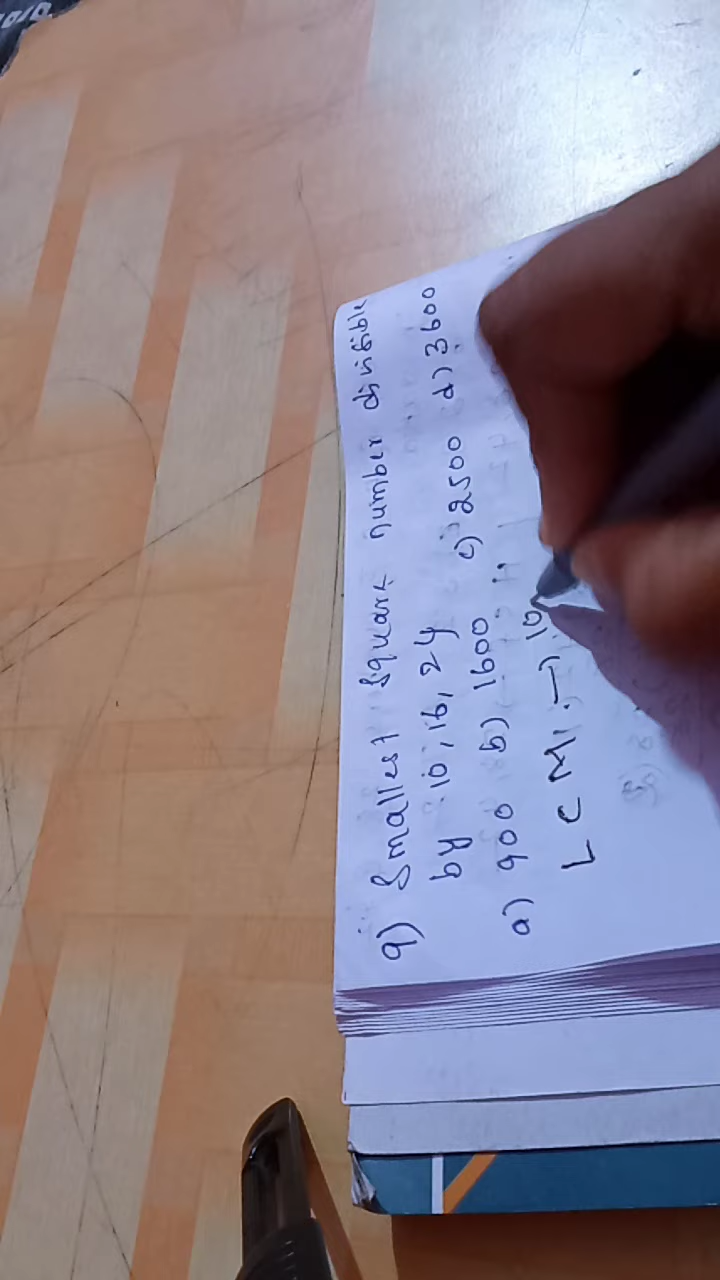 9) Smallest square number divisible
by 10, 16, 24
a) 900 b) 1600 c) 2500 d) 3600
LCM :-) 10